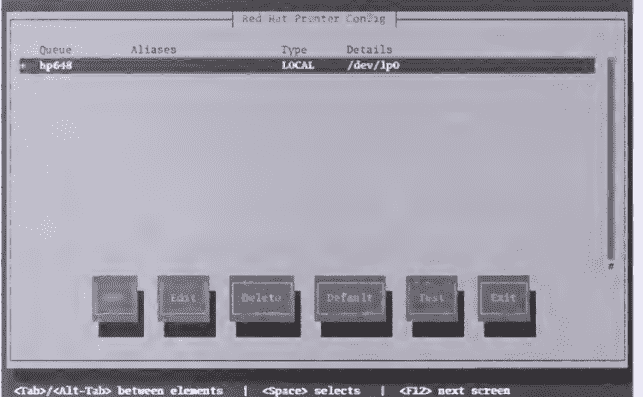 Red Hat Printer Config
Queue Aliases Type Details
* hp648 LOCAL /dev/lp0
Edit Delete Default Test Exit
<Tab>/<Alt-Tab> between elements | <Space> selects | <F12> next screen